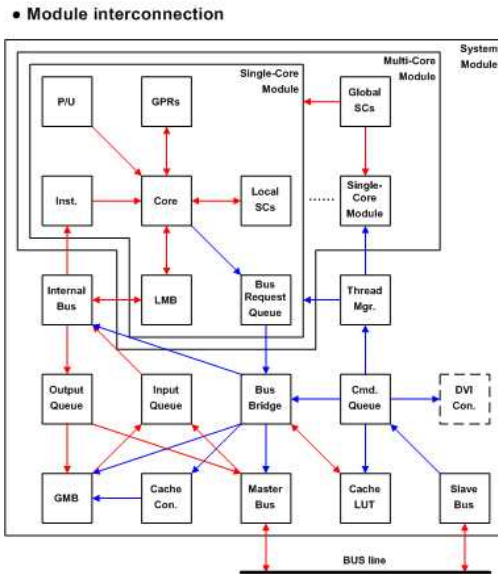 • Module interconnection
System
Module
Multi-Core
Module
Single-Core
Module
P/U
GPRs
Global
SCs
Inst.
Core
Local
SCs
......
Single-
Core
Module
Internal
Bus
LMB
Bus
Request
Queue
Thread
Mgr.
Output
Queue
Input
Queue
Bus
Bridge
Cmd.
Queue
DVI
Con.
GMB
Cache
Con.
Master
Bus
Cache
LUT
Slave
Bus
BUS line